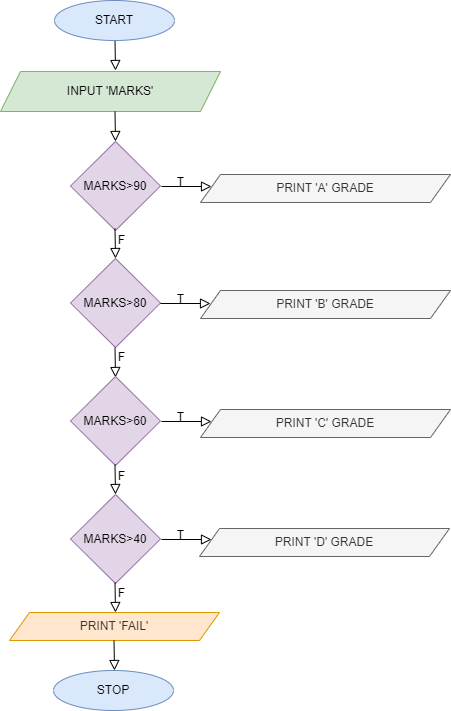 START
INPUT 'MARKS'
MARKS>90
T
PRINT 'A' GRADE
F
MARKS>80
T
PRINT 'B' GRADE
F
MARKS>60
T
PRINT 'C' GRADE
F
MARKS>40
T
PRINT 'D' GRADE
F
PRINT 'FAIL'
STOP